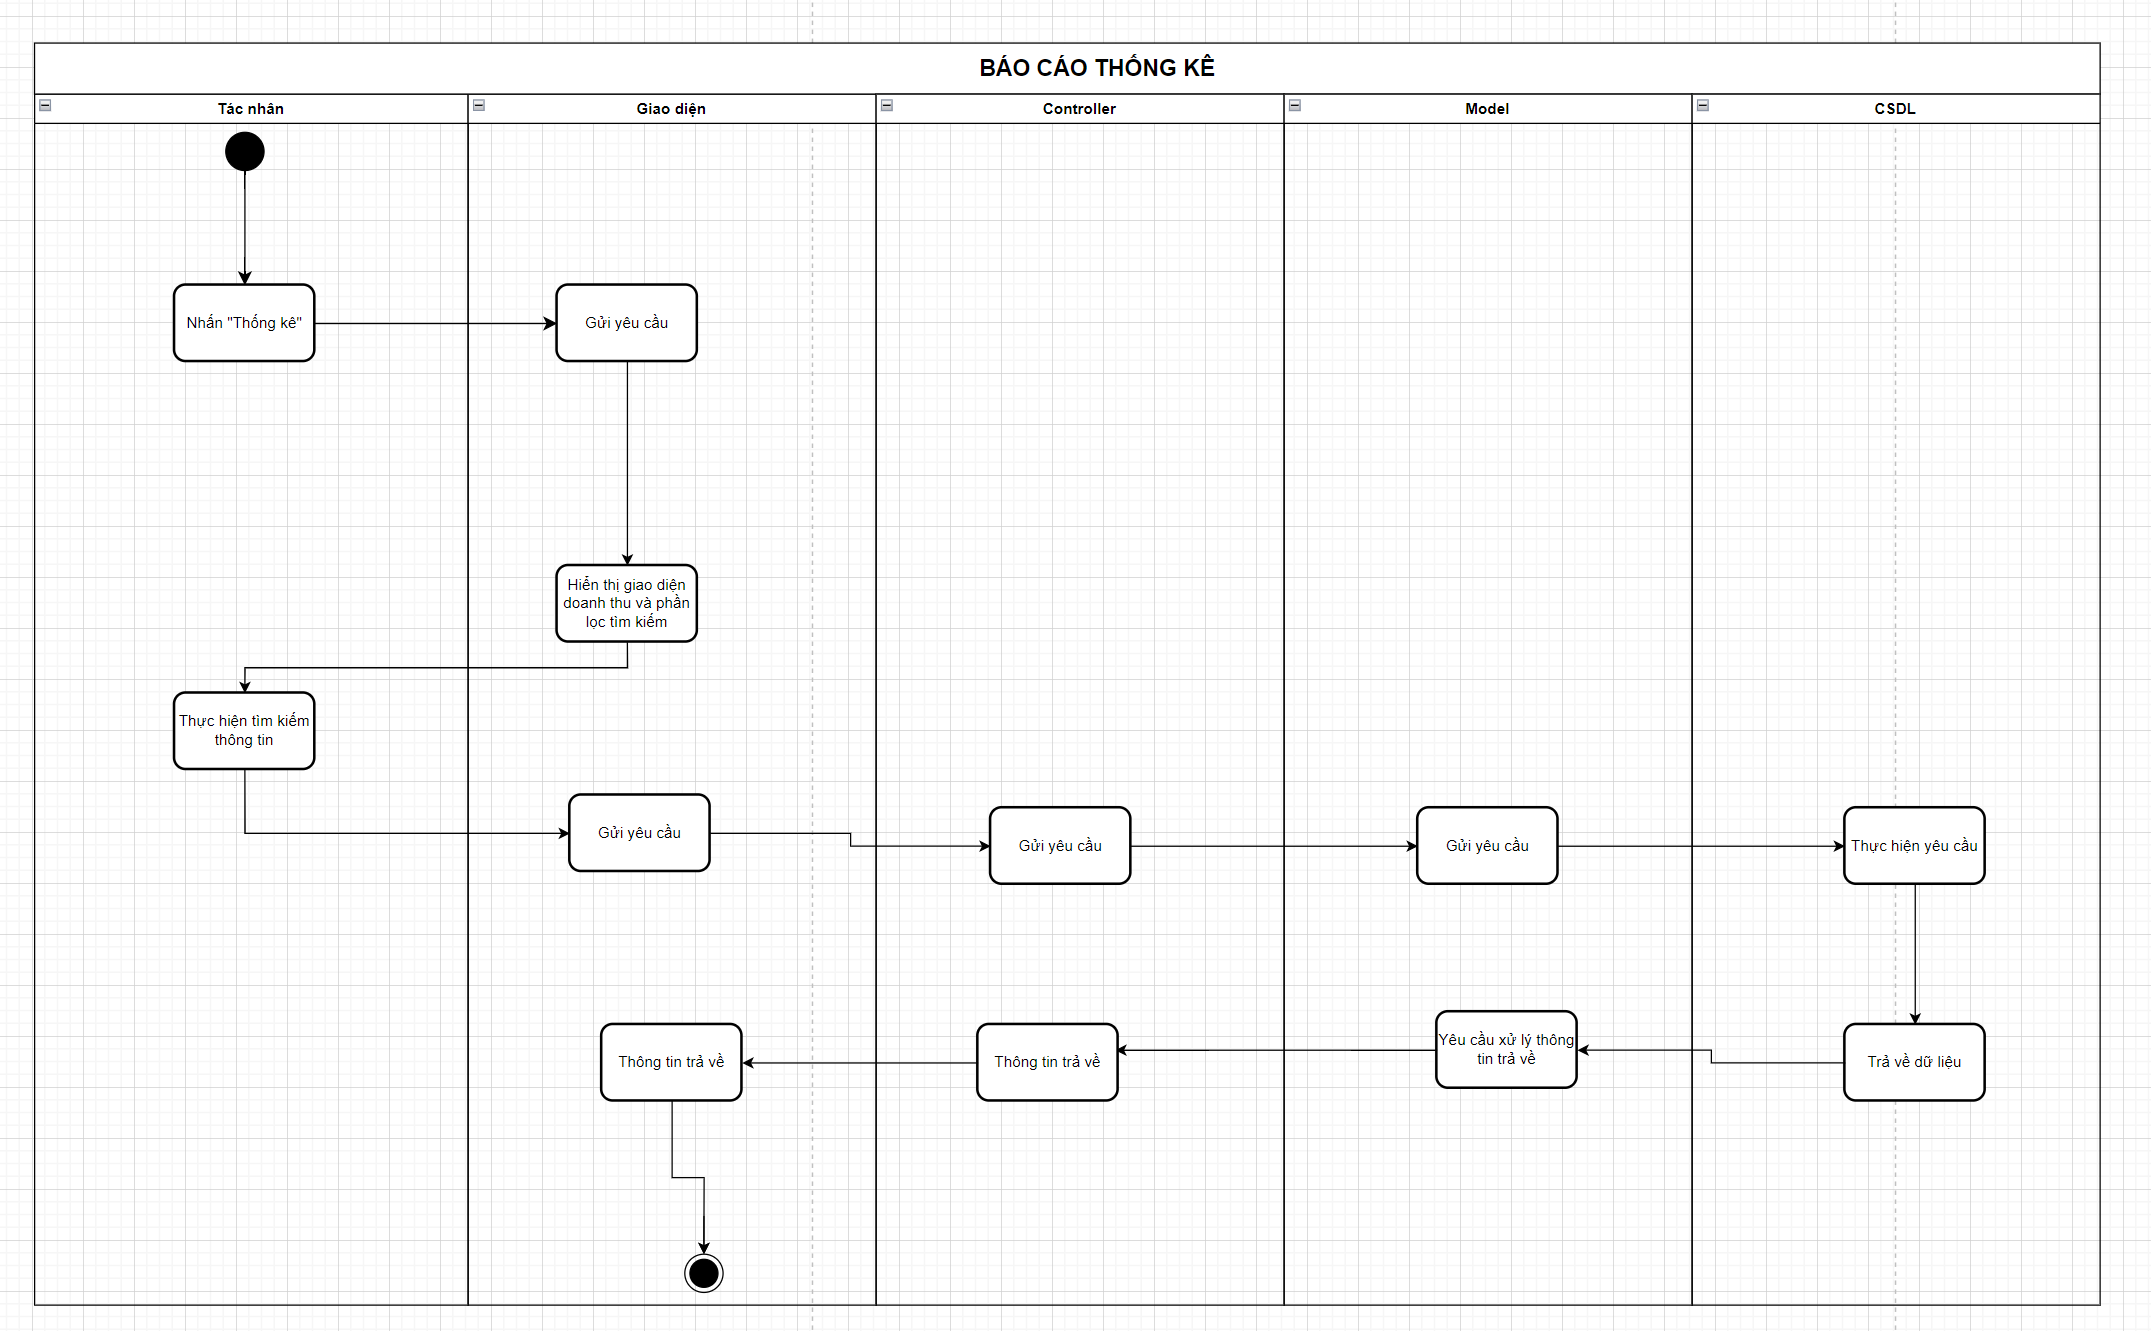 BÁO CÁO THỐNG KÊ
Tác nhân
Giao diện
Controller
Model
CSDL
Nhấn "Thống kê"
Gửi yêu cầu
Hiển thị giao diện
doanh thu và phần
lọc tìm kiếm
Thực hiện tìm kiếm
thông tin
Gửi yêu cầu
Gửi yêu cầu
Gửi yêu cầu
Thực hiện yêu cầu
Thông tin trả về
Thông tin trả về
Yêu cầu xử lý thông
tin trả về
Trả về dữ liệu